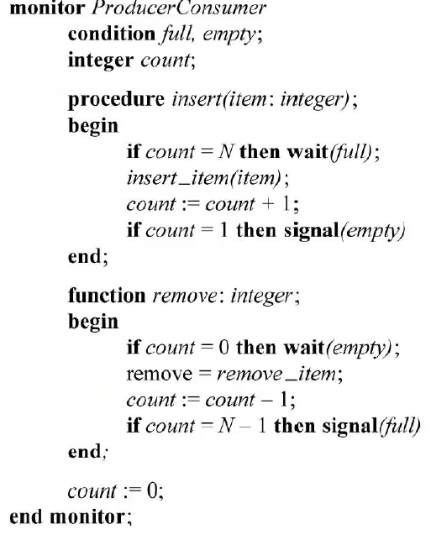 monitor ProducerConsumer
condition full, empty;
integer count;
procedure insert(item: integer);
begin
if count = N then wait(full);
insert_item(item);
count := count + 1;
if count = 1 then signal(empty)
end;
function remove: integer;
begin
if count = 0 then wait(empty);
remove = remove_item;
count := count – 1;
if count = N – 1 then signal(full)
end;
count := 0;
end monitor;